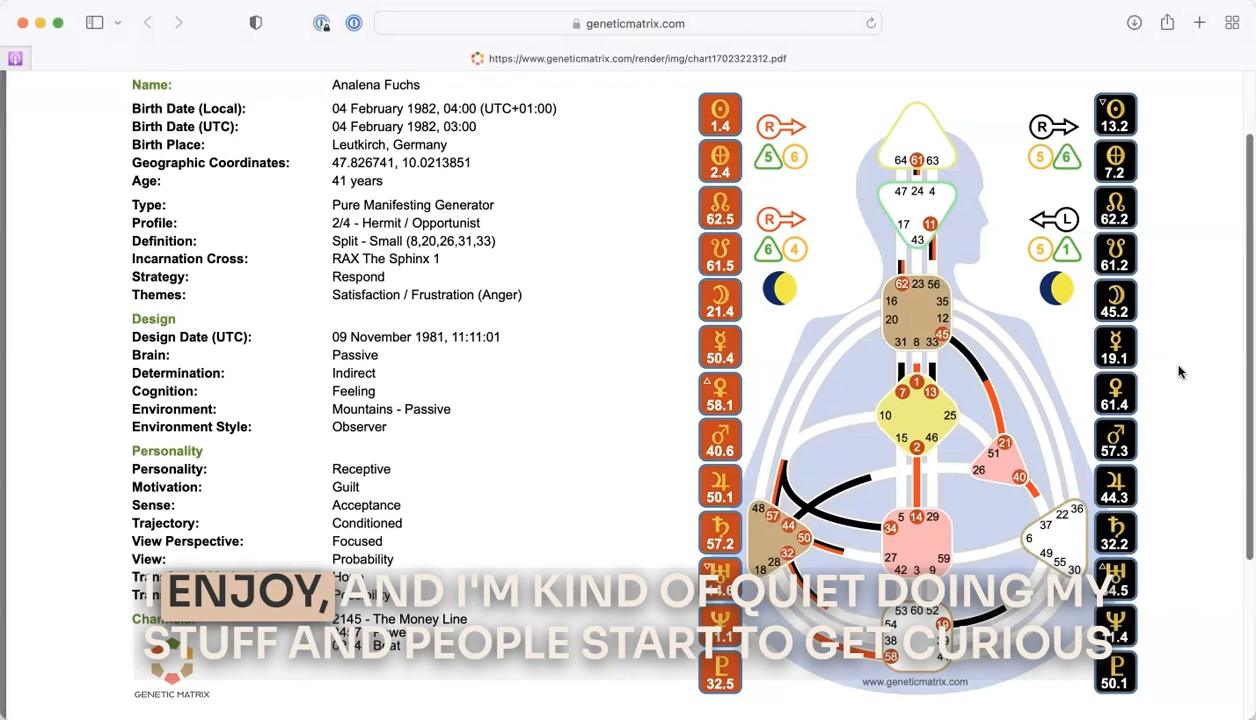 geneticmatrix.com
https://www.geneticmatrix.com/render/img/chart1702322312.pdf
Name: Analena Fuchs
Birth Date (Local): 04 February 1982, 04:00 (UTC+01:00)
Birth Date (UTC): 04 February 1982, 03:00
Birth Place: Leutkirch, Germany
Geographic Coordinates: 47.826741, 10.0213851
Age: 41 years
Type: Pure Manifesting Generator
Profile: 2/4 - Hermit / Opportunist
Definition: Split - Small (8,20,26,31,33)
Incarnation Cross: RAX The Sphinx 1
Strategy: Respond
Themes: Satisfaction / Frustration (Anger)
Design
Design Date (UTC): 09 November 1981, 11:11:01
Brain: Passive
Determination: Indirect
Cognition: Feeling
Environment: Mountains - Passive
Environment Style: Observer
Personality
Personality: Receptive
Motivation: Guilt
Sense: Acceptance
Trajectory: Conditioned
View Perspective: Focused
View: Probability
2145 - The Money Line
ENJOY, AND I'M KIND OF QUIET DOING MY
STUFF AND PEOPLE START TO GET CURIOUS
GENETIC MATRIX
1.4
2.4
62.5
61.5
21.4
50.4
58.1
40.6
50.1
57.2
32.5
R
5 6
R
6 4
64 61 63
47 24 4
17 11
43
62 23 56
16 35
20 12
45
31 8 33
1
7 13
10 25
15 46
2
21
51
26 40
48
57
44
50
32
28
18
5 14 29
34
27 59
42 3 9
36
22
37
6
49
55
30
53 60 52
54 19
38 39
58
R
5 6
L
5 1
13.2
7.2
62.2
61.2
45.2
19.1
61.4
57.3
44.3
32.2
50.1
www.geneticmatrix.com